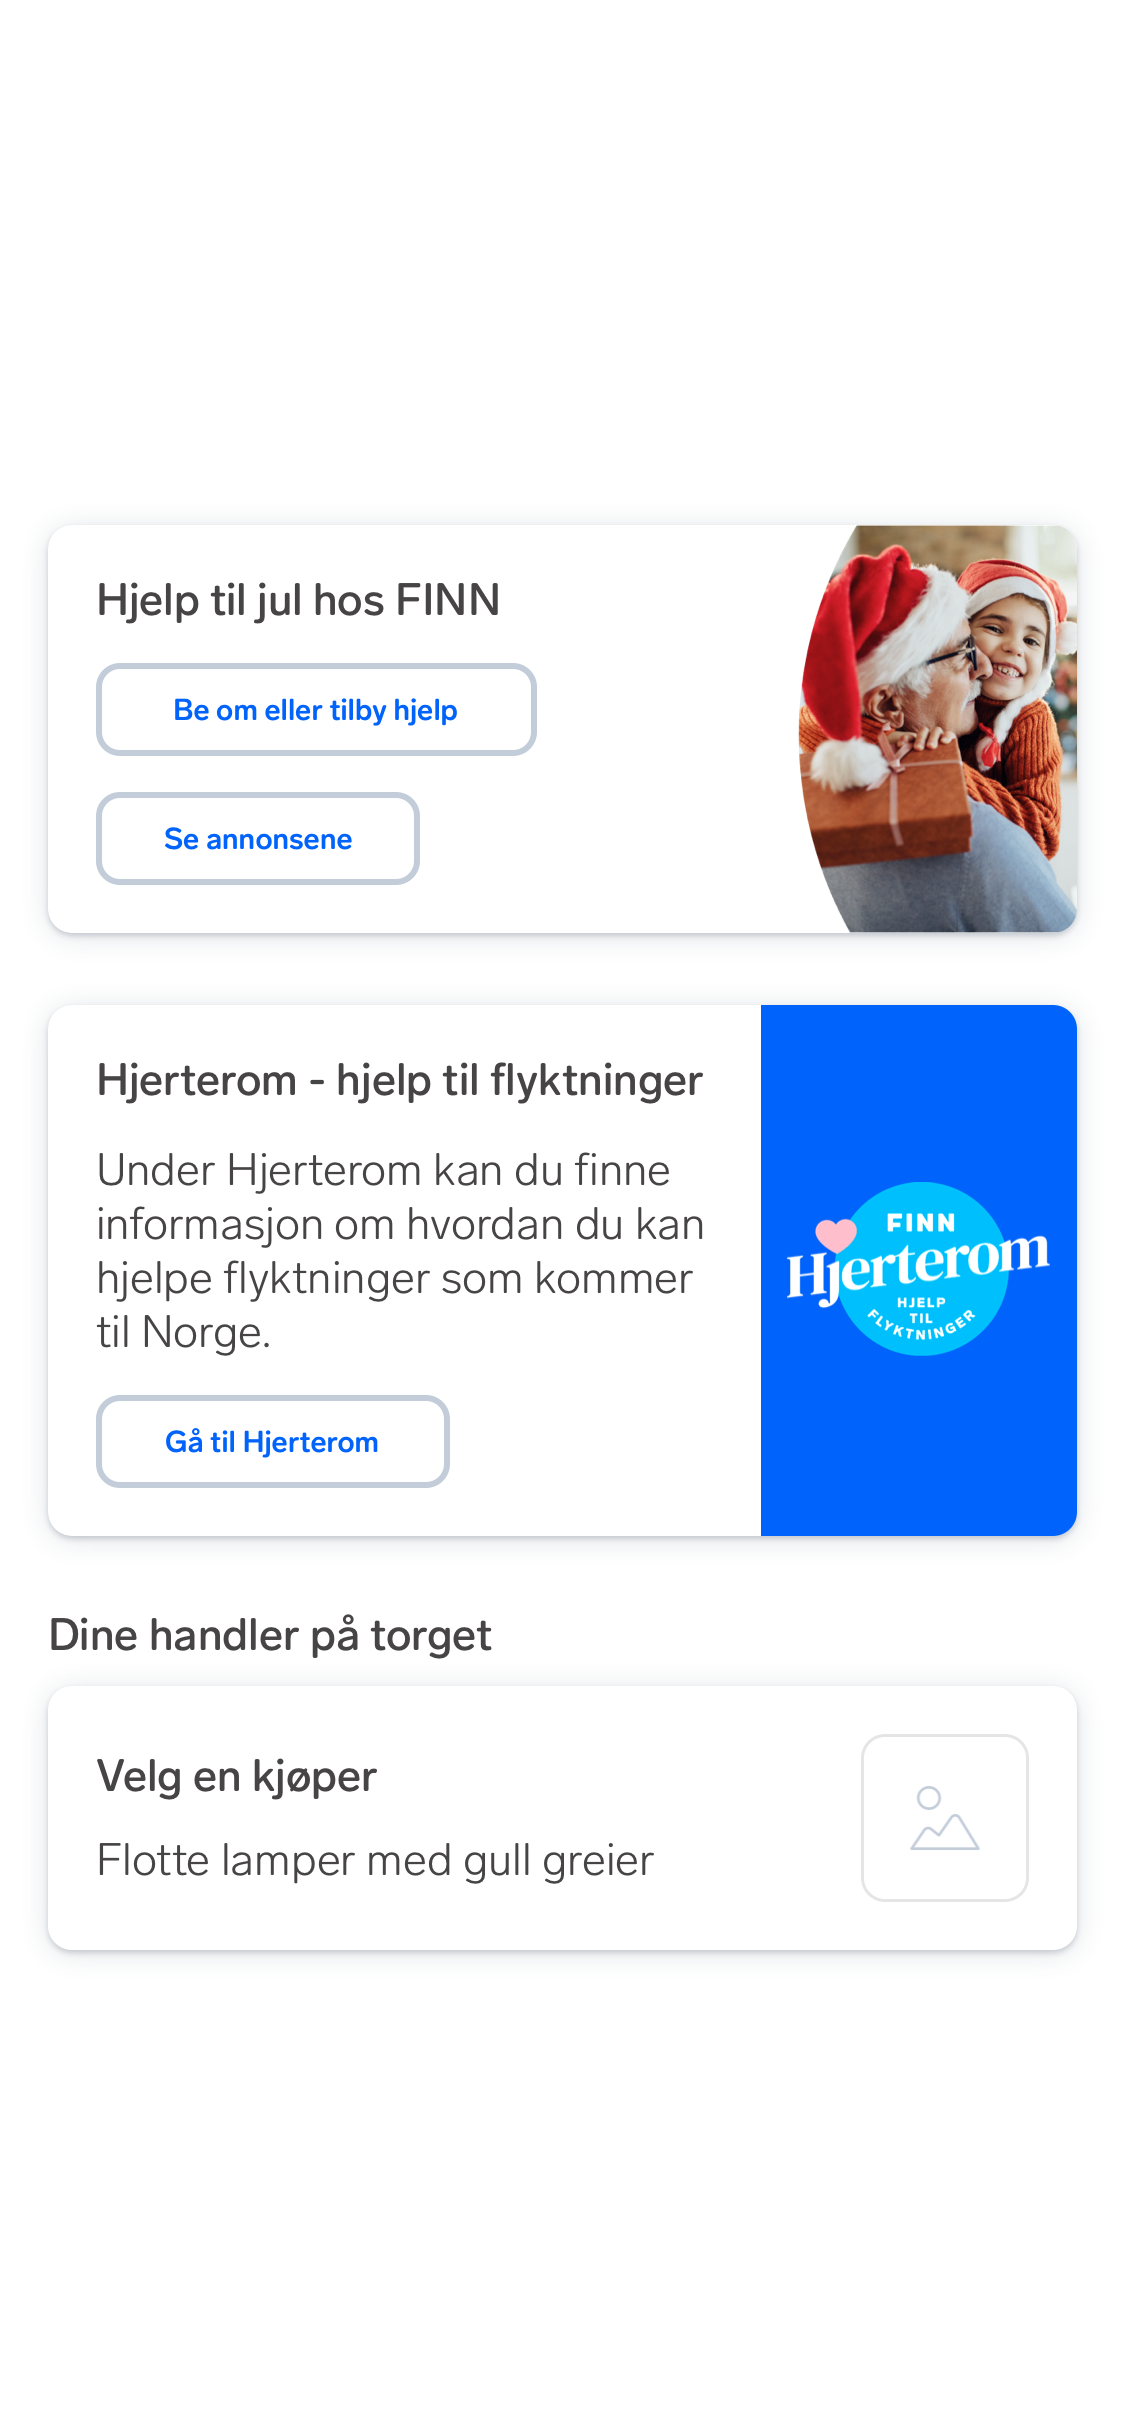 Hjelp til jul hos FINN
Be om eller tilby hjelp
Se annonsene
Hjerterom - hjelp til flyktninger
Under Hjerterom kan du finne
informasjon om hvordan du kan
hjelpe flyktninger som kommer
til Norge.
Gå til Hjerterom
FINN
Hjerterom
HJELP
TIL
FLYKTNINGER
Dine handler på torget
Velg en kjøper
Flotte lamper med gull greier